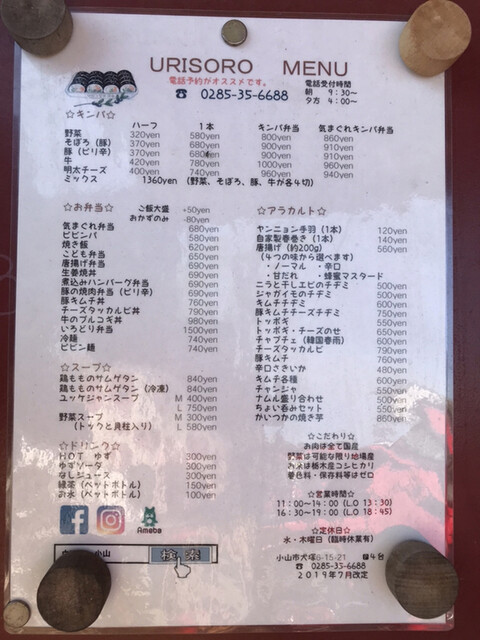 URISORO MENU
電話予約がオススメです。
☎ 0285-35-6688
電話受付時間
朝 9:30~
夕方 4:00~
☆キンパ☆
ハーフ 1本 キンパ弁当 気まぐれキンパ弁当
野菜 320yen 580yen 800yen 860yen
そぼろ(豚) 370yen 680yen 900yen 910yen
豚(ピリ辛) 370yen 680yen 900yen 910yen
牛 420yen 780yen 1000yen 960yen
明太チーズ 400yen 740yen 960yen 940yen
ミックス 1360yen (野菜、そぼろ、豚、牛が各4切)
☆お弁当☆ ご飯大盛 +50yen
おかずのみ -80yen
気まぐれ弁当 680yen
ビビンバ 580yen
焼き飯 620yen
こども弁当 650yen
唐揚げ弁当 690yen
生姜焼丼 690yen
煮込みハンバーグ弁当 690yen
豚の焼肉弁当(ピリ辛) 690yen
豚キムチ丼 760yen
チーズタッカルビ丼 790yen
牛のプルコギ丼 980yen
いろどり弁当 1500yen
冷麺 740yen
ビビン麺 740yen
☆スープ☆
鶏もものサムゲタン 840yen
鶏もものサムゲタン(冷凍) 840yen
ユッケジャンスープ M 400yen
L 750yen
野菜スープ M 300yen
(トックと貝柱入り) L 580yen
☆ドリンク☆
HOT ゆず 300yen
ゆずソーダ 300yen
なしジュース 300yen
緑茶(ペットボトル) 150yen
お水(ペットボトル) 100yen
Ameba
小山 検索
☆アラカルト☆
ヤンニョン手羽(1本) 120yen
自家製春巻き(1本) 140yen
唐揚げ(約200g) 560yen
(4つの味から選べます)
・ノーマル ・辛口
・甘だれ ・蜂蜜マスタード
ニラと干しエビのチヂミ 500yen
ジャガイモのチヂミ 500yen
キムチチヂミ 600yen
豚キムチチーズチヂミ 750yen
トッポギ 550yen
トッポギ・チーズのせ 650yen
チャプチェ(韓国春雨) 600yen
チーズタッカルビ 790yen
豚キムチ 760yen
辛口さきいか 480yen
キムチ各種 600yen
チャンジャ 550yen
ナムル盛り合わせ 500yen
ちょい呑みセット 550yen
かいつかの焼き芋 860yen
☆こだわり☆
お肉は全て国産
野菜は可能な限り地場産
お米は栃木産コシヒカリ
着色料・保存料等はゼロ
☆営業時間☆
11:00~14:00 (L.O 13:30)
16:30~19:00 (L.O 18:45)
☆定休日☆
水・木曜日(臨時休業有)
小山市犬塚6-15-21 P4台
☎ 0285-35-6688
2019年7月改定